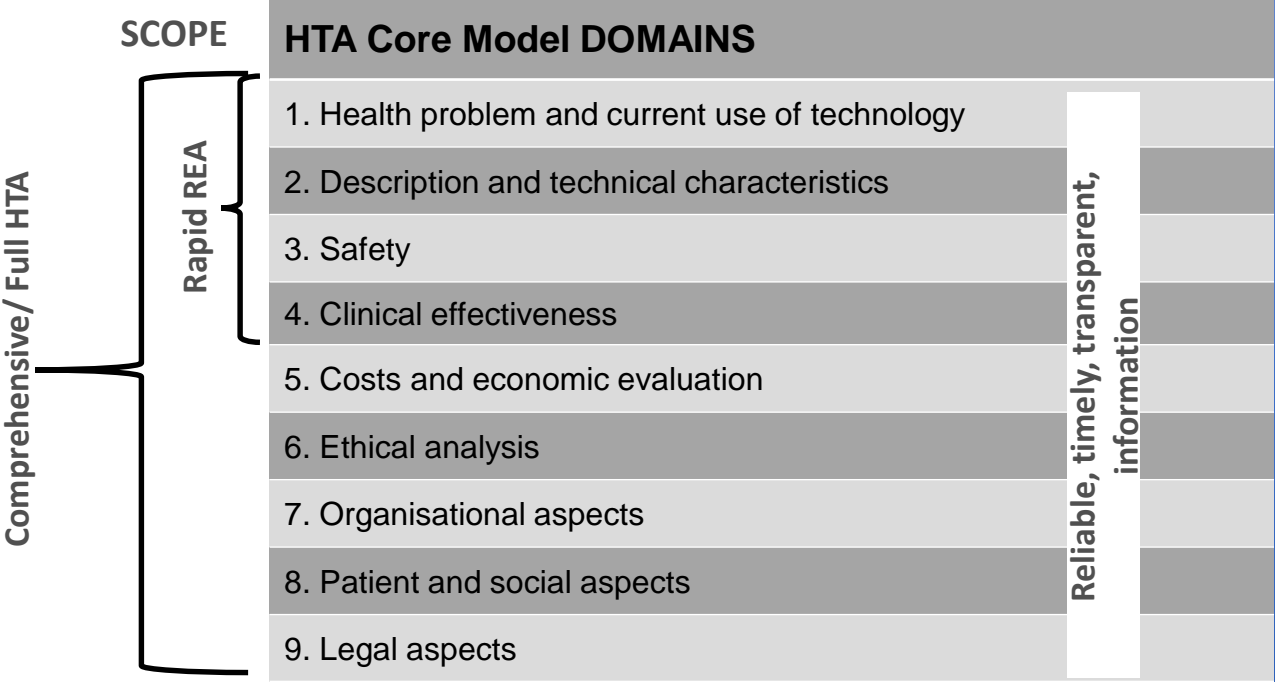 SCOPE
HTA Core Model DOMAINS
Comprehensive/ Full HTA
Rapid REA
1. Health problem and current use of technology
2. Description and technical characteristics
3. Safety
4. Clinical effectiveness
5. Costs and economic evaluation
6. Ethical analysis
7. Organisational aspects
8. Patient and social aspects
9. Legal aspects
Reliable, timely, transparent,
information